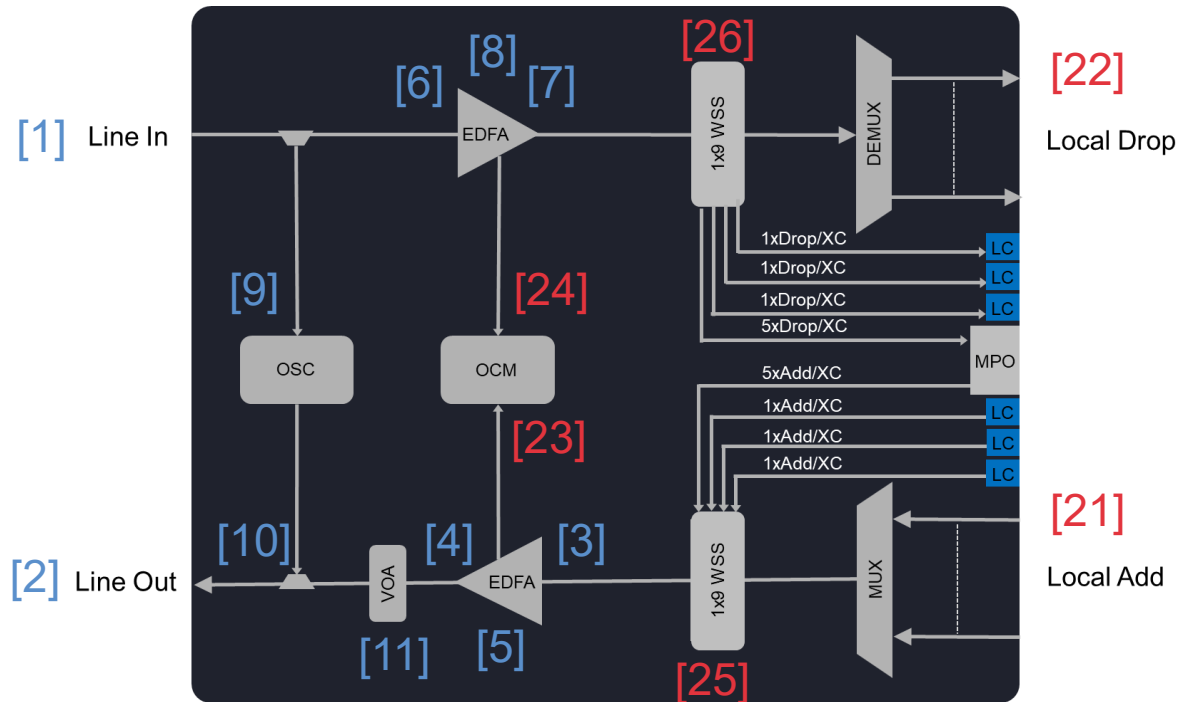 [26]
[8]
[6]
[7]
[22]
[1] Line In
EDFA
1x9 WSS
DEMUX
Local Drop
1xDrop/XC
LC
1xDrop/XC
LC
[9]
[24]
1xDrop/XC
LC
5xDrop/XC
OSC
OCM
MPO
5xAdd/XC
1xAdd/XC
LC
[23]
1xAdd/XC
LC
1xAdd/XC
LC
[21]
[10]
[4]
[3]
[2] Line Out
VOA
EDFA
1x9 WSS
MUX
Local Add
[11]
[5]
[25]